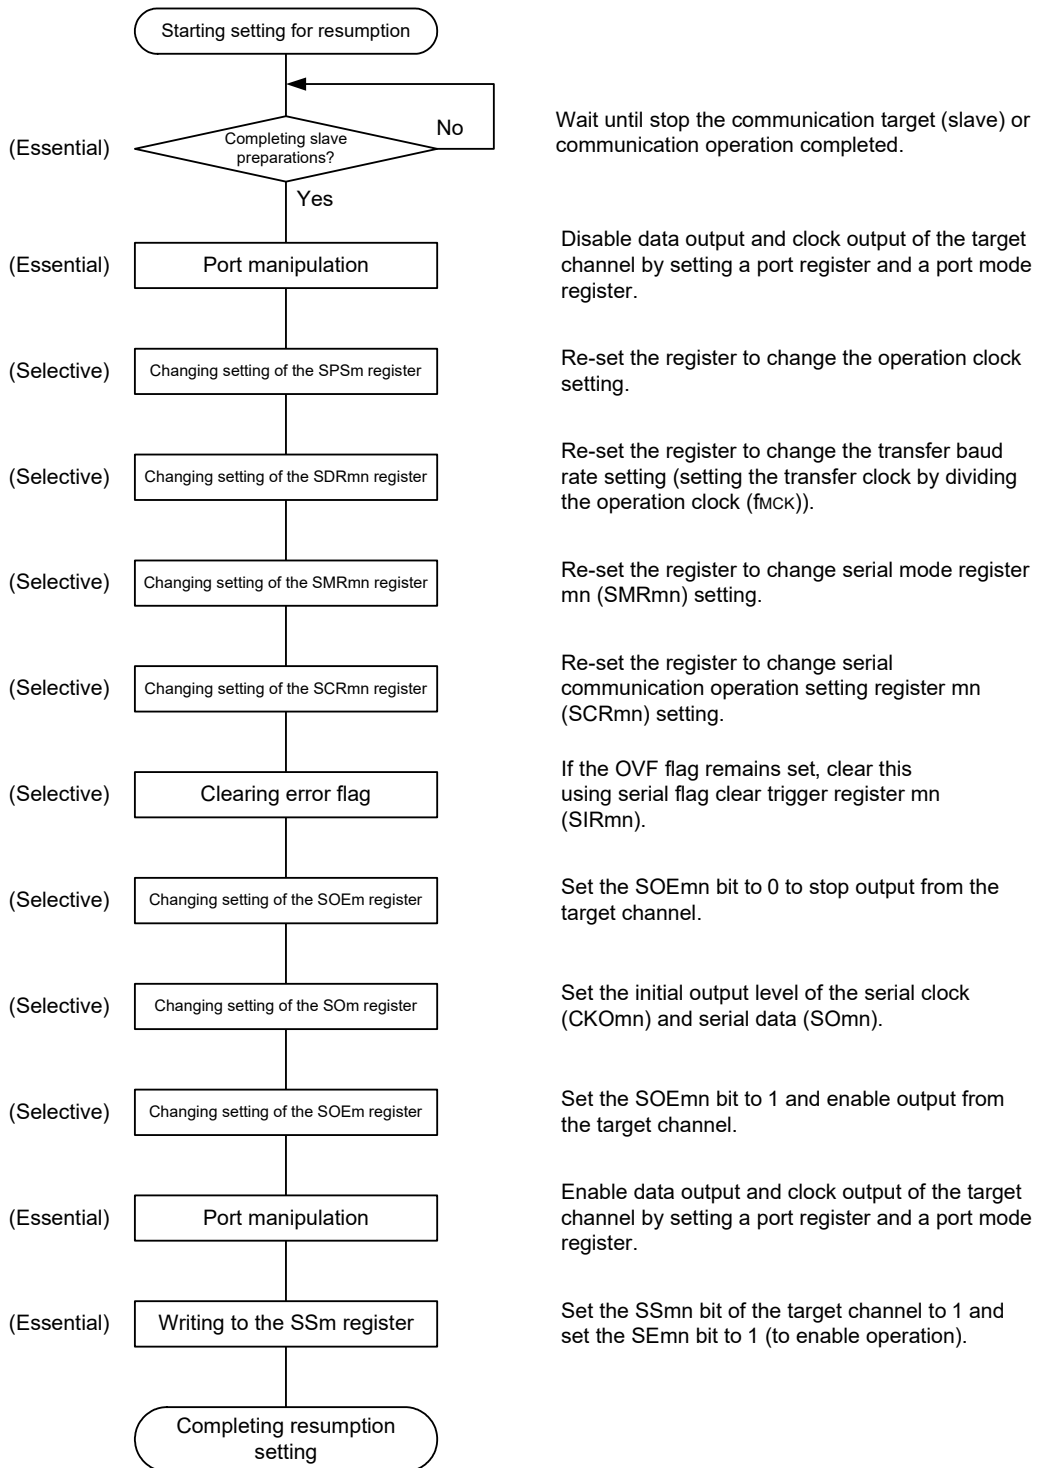 Starting setting for resumption
(Essential)
Completing slave
preparations?
No
Yes
Wait until stop the communication target (slave) or
communication operation completed.
(Essential)
Port manipulation
Disable data output and clock output of the target
channel by setting a port register and a port mode
register.
(Selective)
Changing setting of the SPSm register
Re-set the register to change the operation clock
setting.
(Selective)
Changing setting of the SDRmn register
Re-set the register to change the transfer baud
rate setting (setting the transfer clock by dividing
the operation clock (fMCK)).
(Selective)
Changing setting of the SMRmn register
Re-set the register to change serial mode register
mn (SMRmn) setting.
(Selective)
Changing setting of the SCRmn register
Re-set the register to change serial
communication operation setting register mn
(SCRmn) setting.
(Selective)
Clearing error flag
If the OVF flag remains set, clear this
using serial flag clear trigger register mn
(SIRmn).
(Selective)
Changing setting of the SOEm register
Set the SOEmn bit to 0 to stop output from the
target channel.
(Selective)
Changing setting of the SOm register
Set the initial output level of the serial clock
(CKOmn) and serial data (SOmn).
(Selective)
Changing setting of the SOEm register
Set the SOEmn bit to 1 and enable output from
the target channel.
(Essential)
Port manipulation
Enable data output and clock output of the target
channel by setting a port register and a port mode
register.
(Essential)
Writing to the SSm register
Set the SSmn bit of the target channel to 1 and
set the SEmn bit to 1 (to enable operation).
Completing resumption
setting